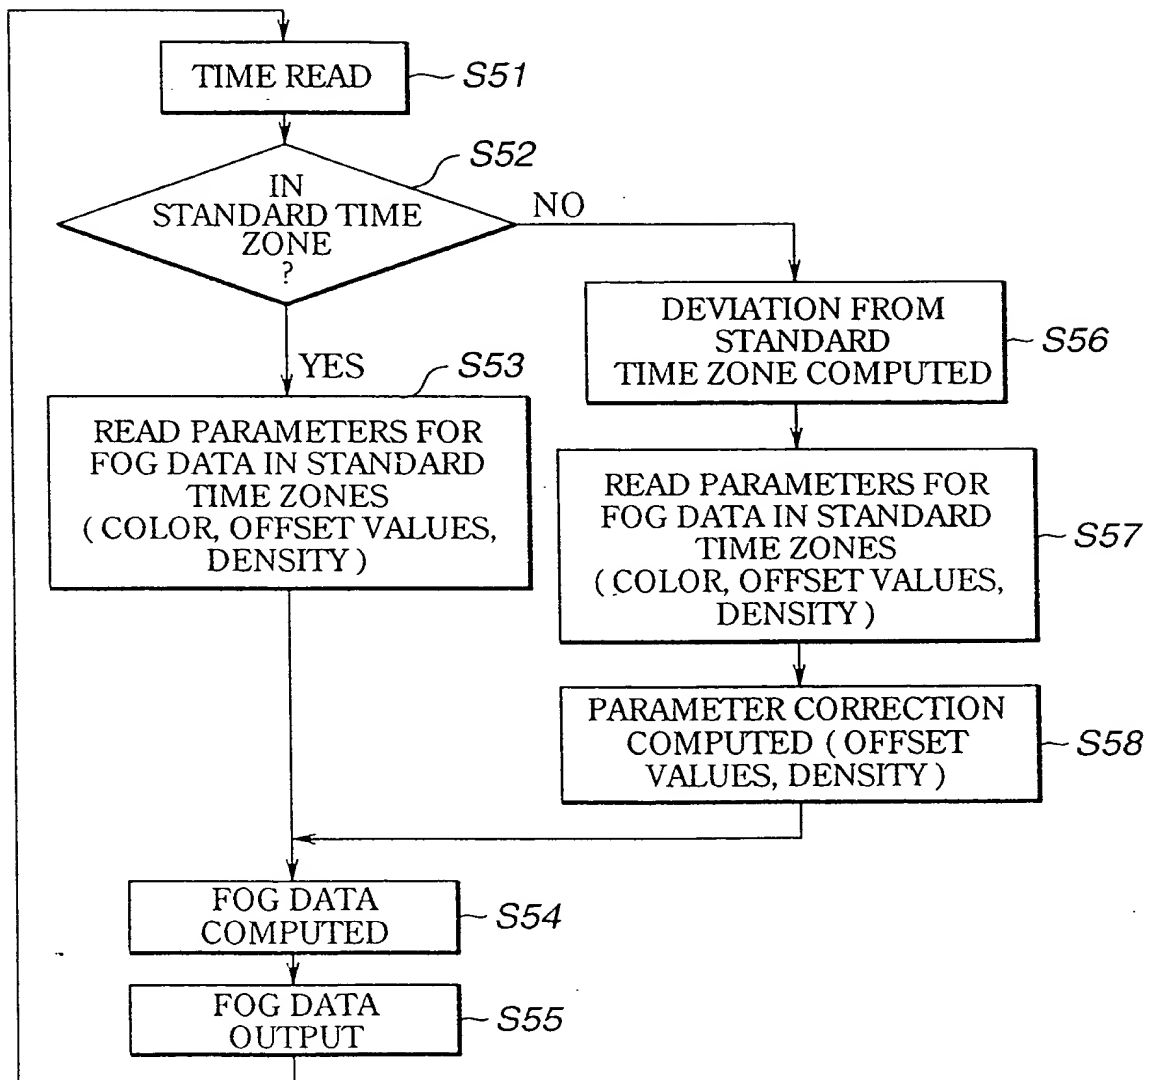 TIME READ
S51
S52
IN
STANDARD TIME
ZONE
?
NO
YES
S53
READ PARAMETERS FOR
FOG DATA IN STANDARD
TIME ZONES
( COLOR, OFFSET VALUES,
DENSITY )
DEVIATION FROM
STANDARD
TIME ZONE COMPUTED
S56
READ PARAMETERS FOR
FOG DATA IN STANDARD
TIME ZONES
( COLOR, OFFSET VALUES,
DENSITY )
S57
PARAMETER CORRECTION
COMPUTED ( OFFSET
VALUES, DENSITY )
S58
FOG DATA
COMPUTED
S54
FOG DATA
OUTPUT
S55